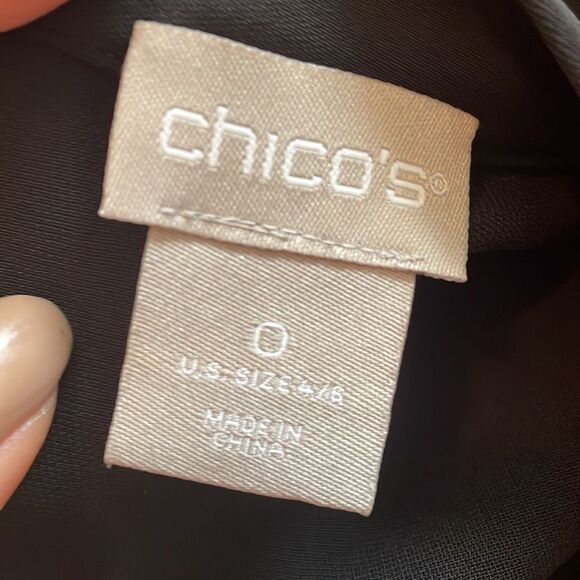 chico's®
0
U.S. SIZE 4/6
MADE IN
CHINA